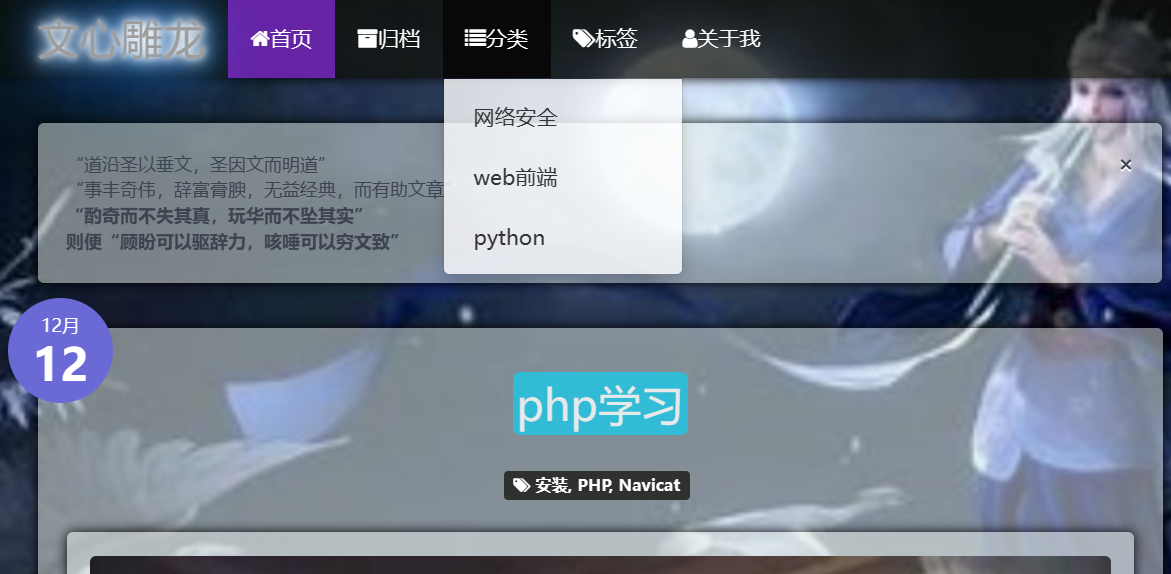 文心雕龙
首页
归档
分类
标签
关于我
网络安全
web前端
python
“道沿圣以垂文，圣因文而明道”
“事丰奇伟，辞富膏腴，无益经典，而有助文章”
“酌奇而不失其真，玩华而不坠其实”
则便“顾盼可以驱辞力，咳唾可以穷文致”
×
12月
12
php学习
安装, PHP, Navicat